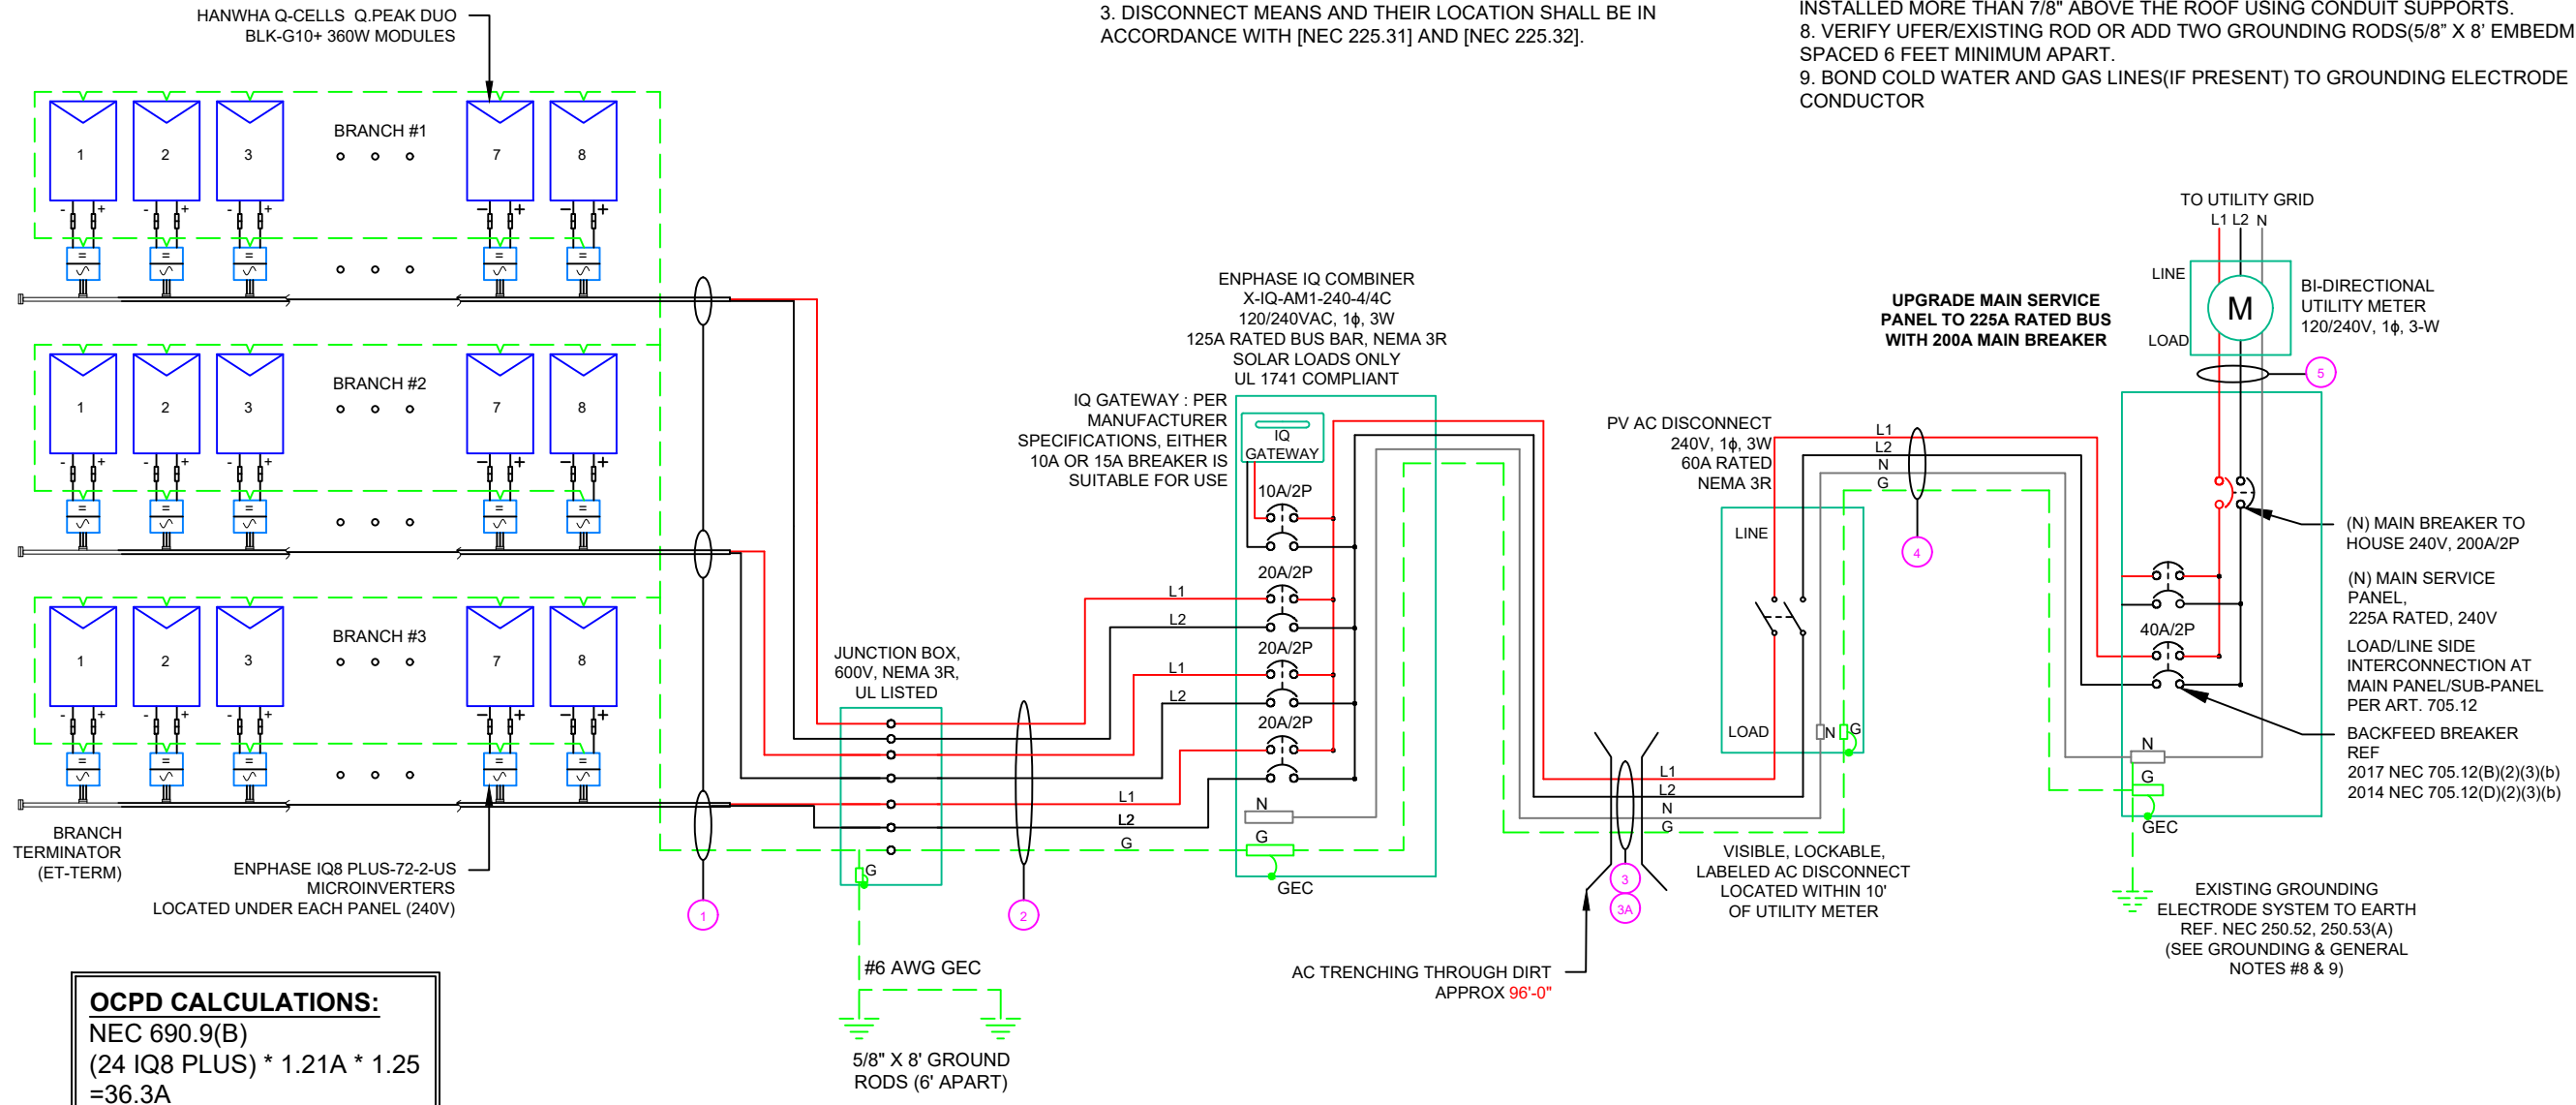 HANWHA Q-CELLS Q.PEAK DUO
BLK-G10+ 360W MODULES
3. DISCONNECT MEANS AND THEIR LOCATION SHALL BE IN
ACCORDANCE WITH [NEC 225.31] AND [NEC 225.32].
INSTALLED MORE THAN 7/8" ABOVE THE ROOF USING CONDUIT SUPPORTS.
8. VERIFY UFER/EXISTING ROD OR ADD TWO GROUNDING RODS(5/8" X 8' EMBEDM
SPACED 6 FEET MINIMUM APART.
9. BOND COLD WATER AND GAS LINES(IF PRESENT) TO GROUNDING ELECTRODE
CONDUCTOR
BRANCH #1
1
2
3
7
8
- +
- +
- +
- +
- +
BRANCH #2
1
2
3
7
8
- +
- +
- +
- +
- +
BRANCH #3
1
2
3
7
8
- +
- +
- +
- +
- +
BRANCH
TERMINATOR
(ET-TERM)
ENPHASE IQ8 PLUS-72-2-US
MICROINVERTERS
LOCATED UNDER EACH PANEL (240V)
1
JUNCTION BOX,
600V, NEMA 3R,
UL LISTED
G
#6 AWG GEC
5/8" X 8' GROUND
RODS (6' APART)
2
L1
L2
L1
L2
L1
L2
G
ENPHASE IQ COMBINER
X-IQ-AM1-240-4/4C
120/240VAC, 1ϕ, 3W
125A RATED BUS BAR, NEMA 3R
SOLAR LOADS ONLY
UL 1741 COMPLIANT
IQ GATEWAY : PER
MANUFACTURER
SPECIFICATIONS, EITHER
10A OR 15A BREAKER IS
SUITABLE FOR USE
IQ
GATEWAY
10A/2P
20A/2P
20A/2P
20A/2P
N
G
GEC
AC TRENCHING THROUGH DIRT
APPROX 96'-0"
3
3A
L1
L2
N
G
PV AC DISCONNECT
240V, 1ϕ, 3W
60A RATED
NEMA 3R
LINE
LOAD
N
G
VISIBLE, LOCKABLE,
LABELED AC DISCONNECT
LOCATED WITHIN 10'
OF UTILITY METER
L1
L2
N
G
4
UPGRADE MAIN SERVICE
PANEL TO 225A RATED BUS
WITH 200A MAIN BREAKER
TO UTILITY GRID
L1 L2 N
LINE
M
LOAD
BI-DIRECTIONAL
UTILITY METER
120/240V, 1ϕ, 3-W
5
(N) MAIN BREAKER TO
HOUSE 240V, 200A/2P
(N) MAIN SERVICE
PANEL,
225A RATED, 240V
40A/2P
LOAD/LINE SIDE
INTERCONNECTION AT
MAIN PANEL/SUB-PANEL
PER ART. 705.12
BACKFEED BREAKER
REF
2017 NEC 705.12(B)(2)(3)(b)
2014 NEC 705.12(D)(2)(3)(b)
N
G
GEC
EXISTING GROUNDING
ELECTRODE SYSTEM TO EARTH
REF. NEC 250.52, 250.53(A)
(SEE GROUNDING & GENERAL
NOTES #8 & 9)
OCPD CALCULATIONS:
NEC 690.9(B)
(24 IQ8 PLUS) * 1.21A * 1.25
=36.3A